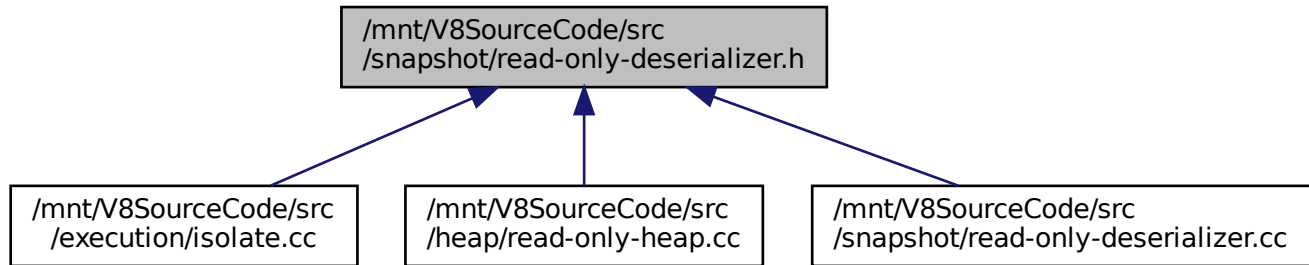 /mnt/V8SourceCode/src
/snapshot/read-only-deserializer.h
/mnt/V8SourceCode/src
/execution/isolate.cc
/mnt/V8SourceCode/src
/heap/read-only-heap.cc
/mnt/V8SourceCode/src
/snapshot/read-only-deserializer.cc